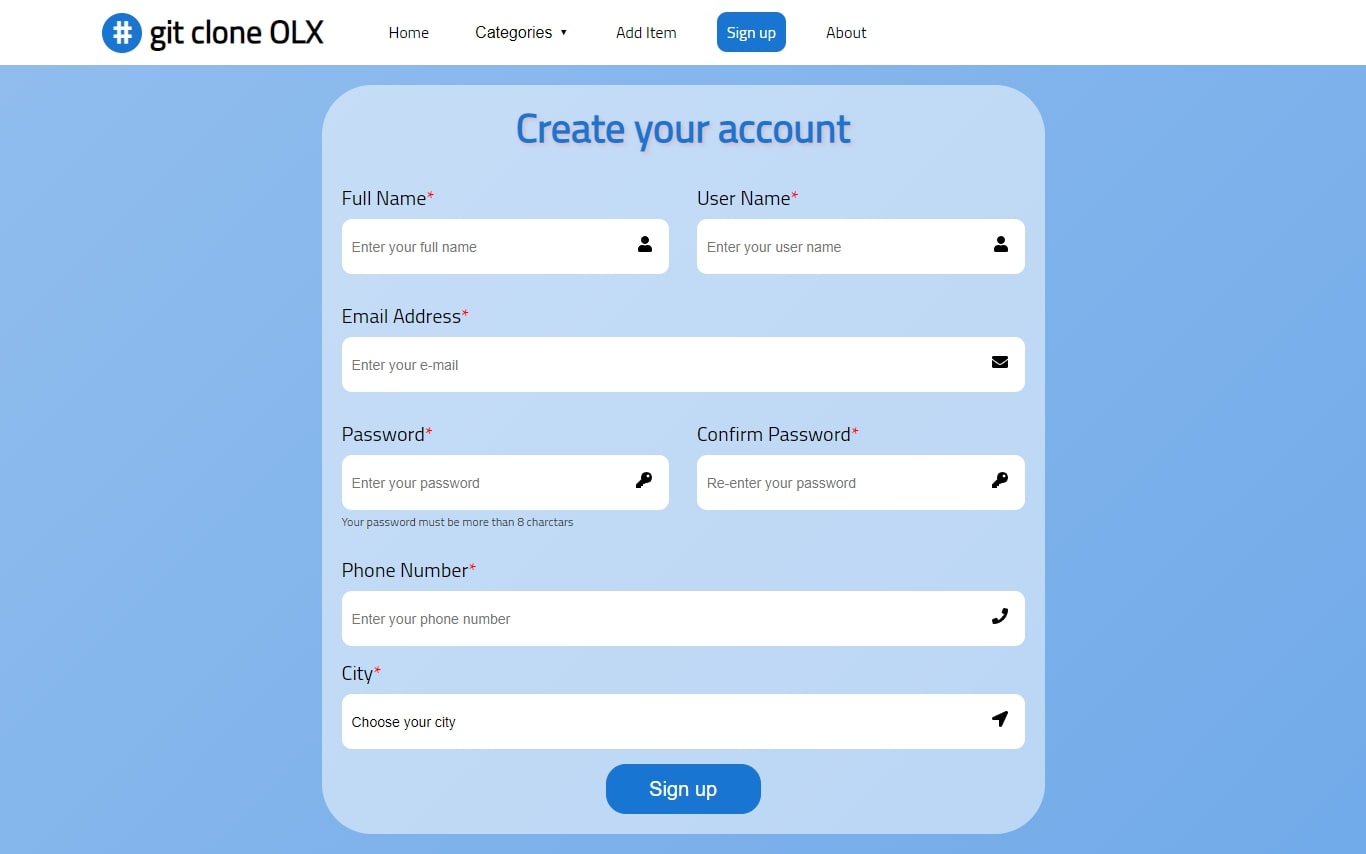 # git clone OLX Home Categories ▼ Add Item Sign up About
Create your account
Full Name* User Name*
Enter your full name Enter your user name
Email Address*
Enter your e-mail
Password* Confirm Password*
Enter your password Re-enter your password
Your password must be more than 8 charctars
Phone Number*
Enter your phone number
City*
Choose your city
Sign up